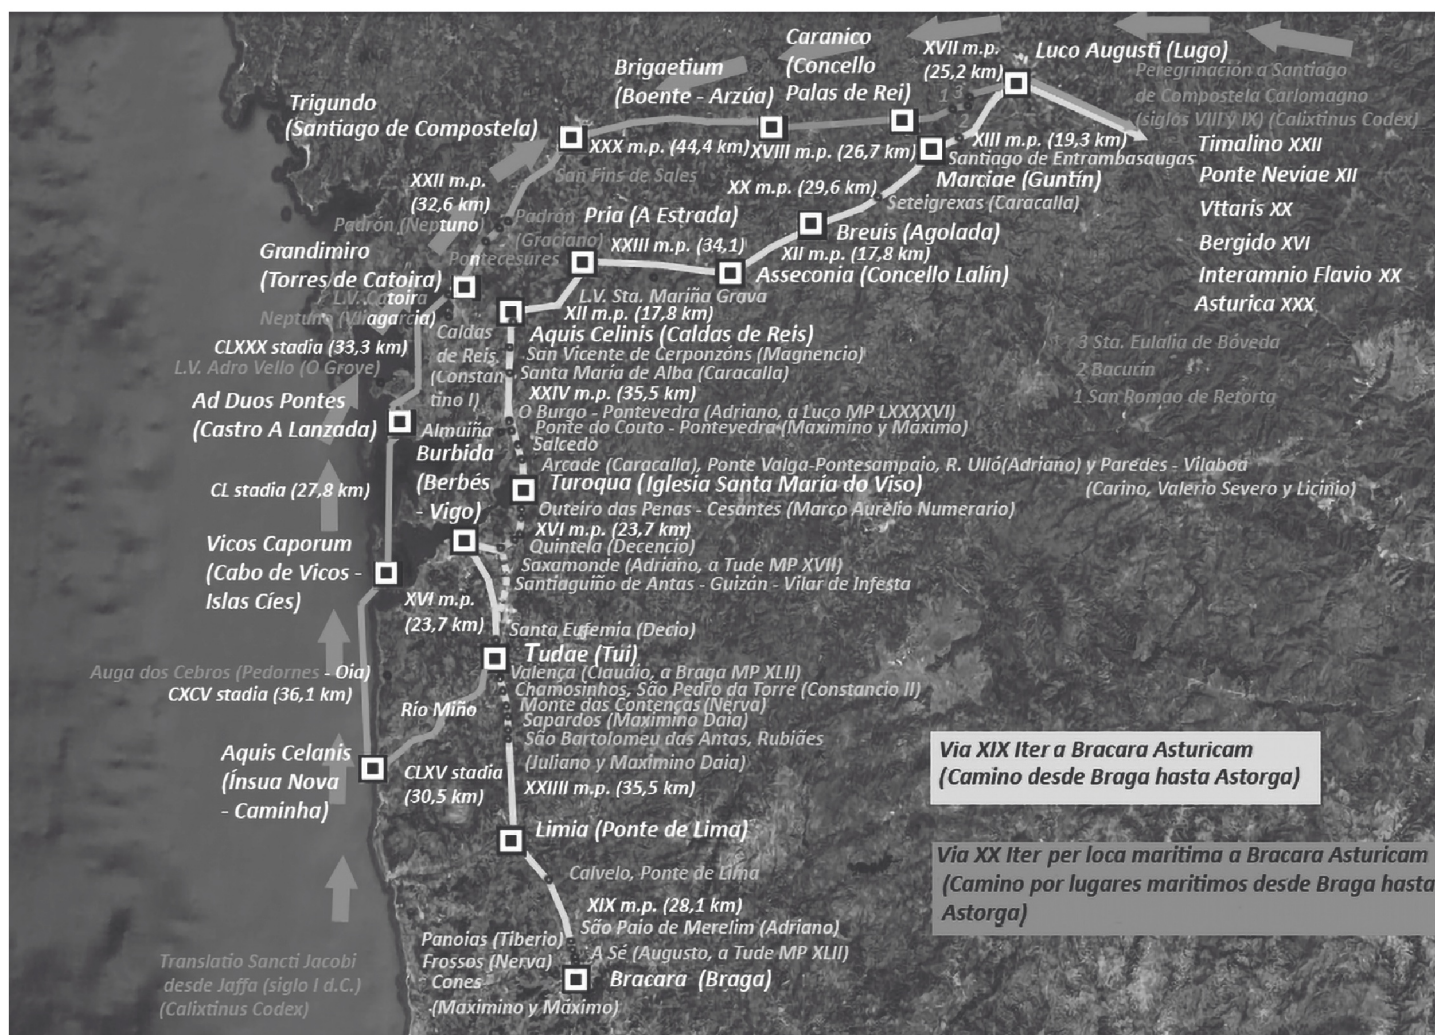 Caranico
(Concello
Palas de Rei)
XVII m.p.
(25,2 km)
Luco Augusti (Lugo)
Peregrinación a Santiago
de Compostela Carlomagno
(siglos VIII y IX) (Calixtinus Codex)
Brigaetium
(Boente - Arzúa)
Trigundo
(Santiago de Compostela)
1
3
2
XXX m.p. (44,4 km)
XVIII m.p. (26,7 km)
XIII m.p. (19,3 km)
Santiago de Entrambasaugas
Marciae (Guntín)
Timalino XXII
Ponte Neviae XII
Vttaris XX
Bergido XVI
Interamnio Flavio XX
Asturica XXX
San Fins de Sales
XXII m.p.
(32,6 km)
XX m.p. (29,6 km)
Seteigrexas (Caracalla)
Padrón (Neptuno)
Padrón
(Graciano)
Pontecesures
Pria (A Estrada)
XXIII m.p. (34,1)
Breuis (Agolada)
XII m.p. (17,8 km)
Asseconia (Concello Lalín)
Grandimiro
(Torres de Catoira)
L.V. Catoira
Neptuno (Vilagarcía)
L.V. Sta. Mariña Grava
XII m.p. (17,8 km)
Aquis Celinis (Caldas de Reis)
Caldas
de Reis
(Constan
tino I)
CLXXX stadia (33,3 km)
L.V. Adro Vello (O Grove)
San Vicente de Cerponzóns (Magnencio)
Santa María de Alba (Caracalla)
XXIV m.p. (35,5 km)
3 Sta. Eulalia de Bóveda
2 Bacurín
1 San Romao de Retorta
Ad Duos Pontes
(Castro A Lanzada)
O Burgo - Pontevedra (Adriano, a Luco MP LXXXXVI)
Ponte do Couto - Pontevedra (Maximino y Máximo)
Salcedo
Almuiña
Burbida
(Berbés
- Vigo)
Arcade (Caracalla), Ponte Valga-Pontesampaio, R. Ulló(Adriano) y Paredes - Vilaboa
(Carino, Valerio Severo y Licinio)
Turoqua (Iglesia Santa María do Viso)
CL stadia (27,8 km)
Outeiro das Penas - Cesantes (Marco Aurelio Numerario)
XVI m.p. (23,7 km)
Quintela (Decencio)
Saxamonde (Adriano, a Tude MP XVII)
Santiaguiño de Antas - Guizán - Vilar de Infesta
Vicos Caporum
(Cabo de Vicos -
Islas Cíes)
XVI m.p.
(23,7 km)
Santa Eufemia (Decio)
Tudae (Tui)
Auga dos Cebros (Pedornes - Oia)
CXCV stadia (36,1 km)
Valença (Claudio, a Braga MP XLII)
Chamosinhos, São Pedro da Torre (Constancio II)
Monte das Contenças (Nerva)
Sapardos (Maximino Daia)
São Bartolomeu das Antas, Rubiães
(Juliano y Maximino Daia)
XXIIII m.p. (35,5 km)
Río Miño
Aquis Celanis
(Ínsua Nova
- Caminha)
CLXV stadia
(30,5 km)
Via XIX Iter a Bracara Asturicam
(Camino desde Braga hasta Astorga)
Limia (Ponte de Lima)
Via XX Iter per loca maritima a Bracara Asturicam
(Camino por lugares marítimos desde Braga hasta
Astorga)
Calvelo, Ponte de Lima
XIX m.p. (28,1 km)
São Paio de Merelim (Adriano)
Panoias (Tiberio)
Frossos (Nerva)
Cones
(Maximino y Máximo)
A Sé (Augusto, a Tude MP XLII)
Bracara (Braga)
Translatio Sancti Jacobi
desde Jaffa (siglo I d.C.)
(Calixtinus Codex)